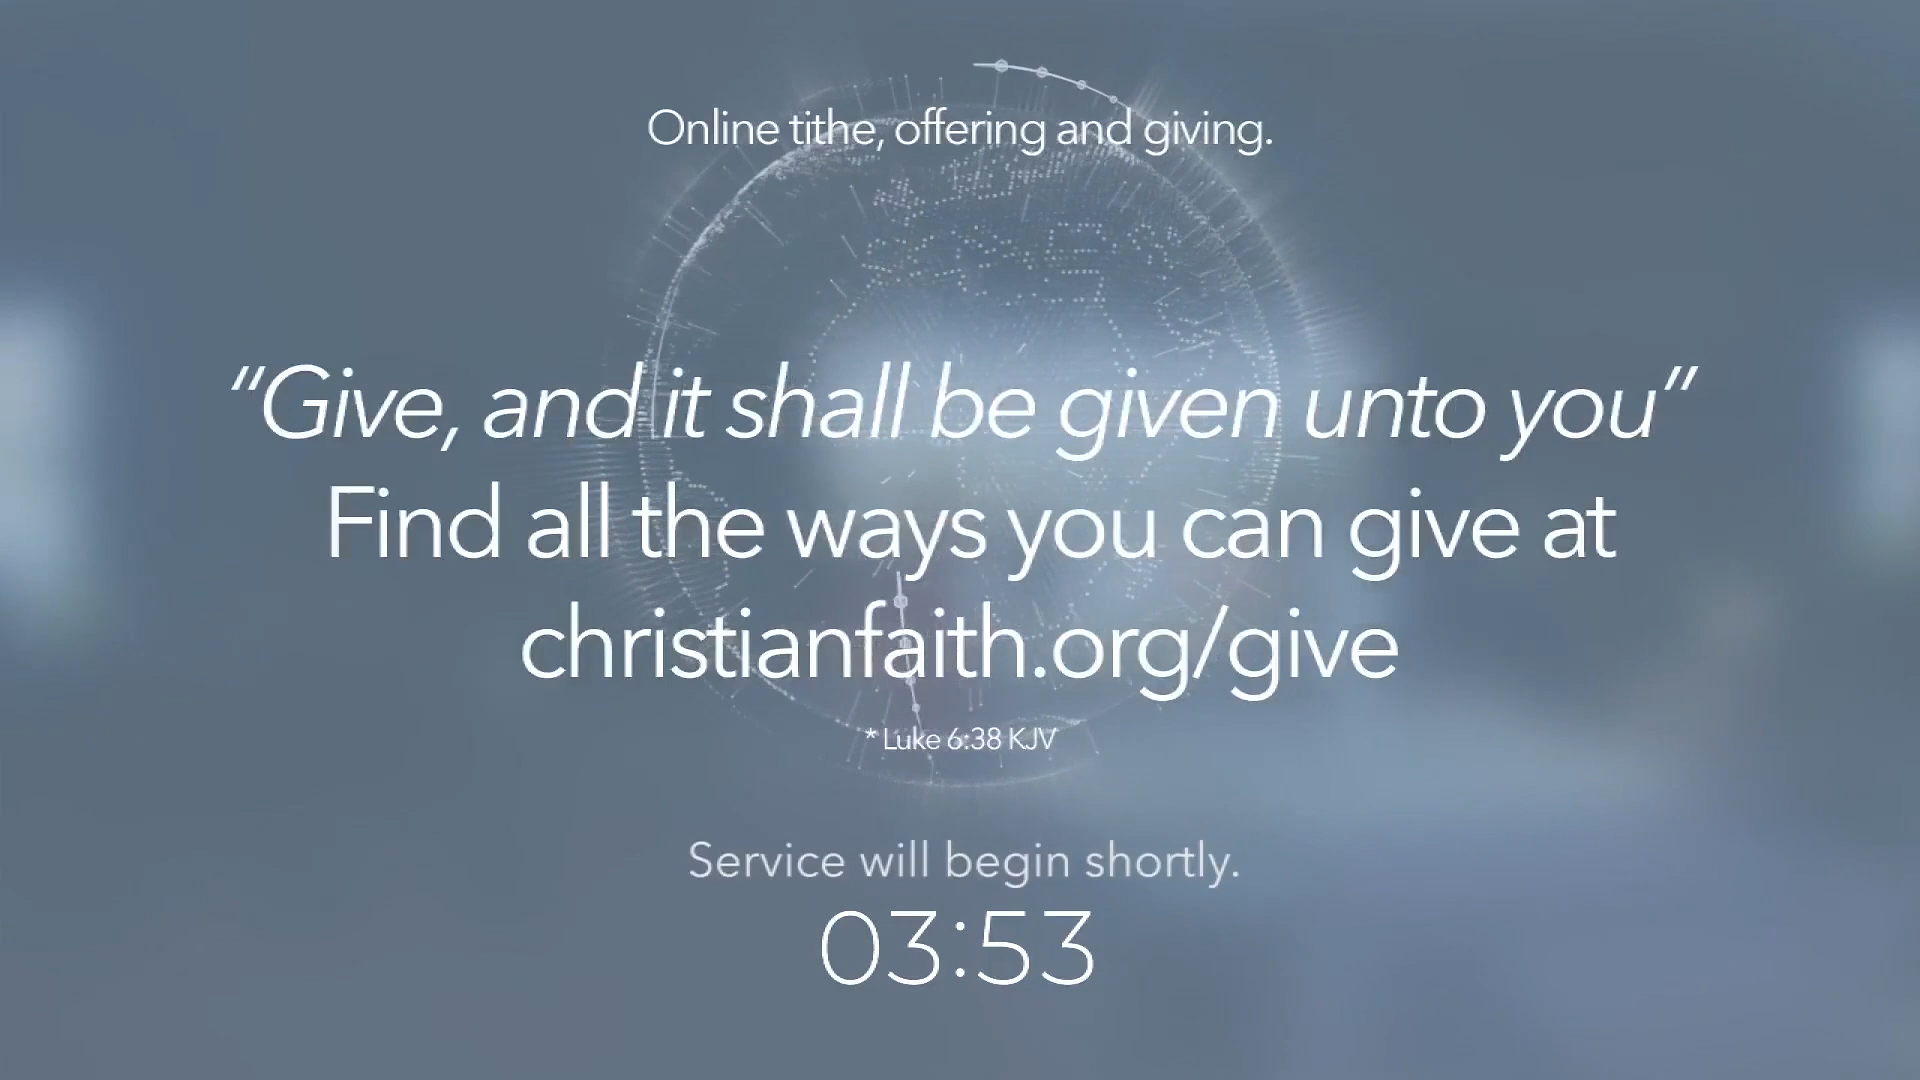 Online tithe, offering and giving.
“Give, and it shall be given unto you”
Find all the ways you can give at
christianfaith.org/give
* Luke 6:38 KJV
Service will begin shortly.
03:53